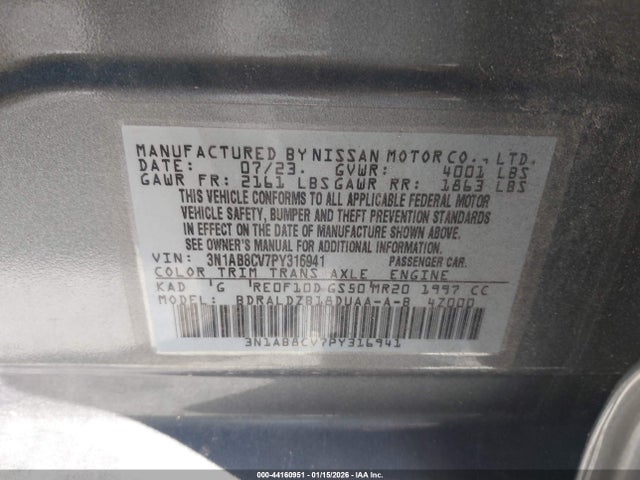 MANUFACTURED BY NISSAN MOTOR CO., LTD.
DATE: 07/23. GVWR: 4001 LBS
GAWR FR: 2161 LBS GAWR RR: 1863 LBS
THIS VEHICLE CONFORMS TO ALL APPLICABLE FEDERAL MOTOR
VEHICLE SAFETY, BUMPER AND THEFT PREVENTION STANDARDS
IN EFFECT ON THE DATE OF MANUFACTURE SHOWN ABOVE.
SEE OWNER'S MANUAL FOR ADDITIONAL INFORMATION.
VIN: 3N1AB8CV7PY316941 PASSENGER CAR.
COLOR TRIM TRANS AXLE ENGINE
KAD G RE0F10D GS50 MR20 1997 CC
MODEL: BDRALDZB18DUAA-A-B 4Z000
3N1AB8CV7PY316941
000-44160951 - 01/15/2026 - IAA Inc.